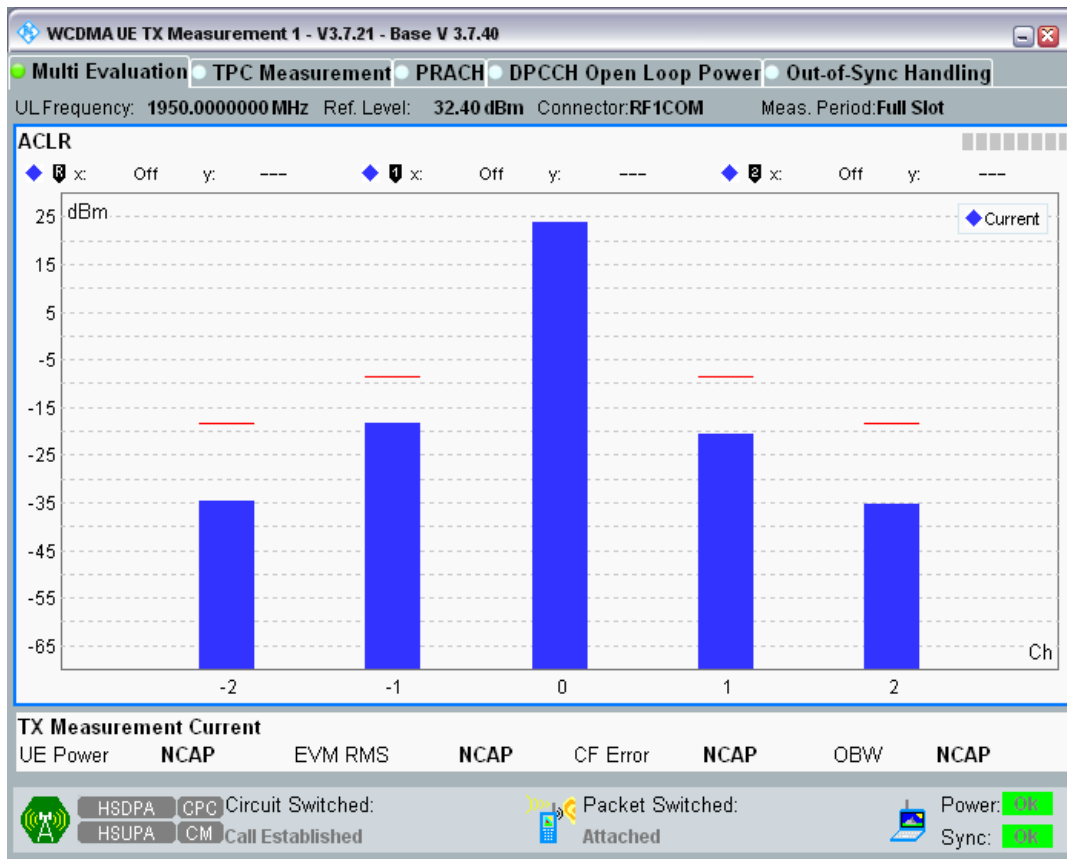 WCDMA UE TX Measurement 1 - V3.7.21 - Base V 3.7.40
Multi Evaluation TPC Measurement PRACH DPCCH Open Loop Power Out-of-Sync Handling
UL Frequency: 1950.0000000 MHz Ref. Level: 32.40 dBm Connector: RF1COM Meas. Period: Full Slot
ACLR
R x: Off y: --- 1 x: Off y: --- 2 x: Off y: ---
dBm
Current
25
15
5
-5
-15
-25
-35
-45
-55
-65
Ch
-2 -1 0 1 2
TX Measurement Current
UE Power NCAP EVM RMS NCAP CF Error NCAP OBW NCAP
HSDPA CPC Circuit Switched: Packet Switched: Power: Ok
HSUPA CM Call Established Attached Sync: Ok